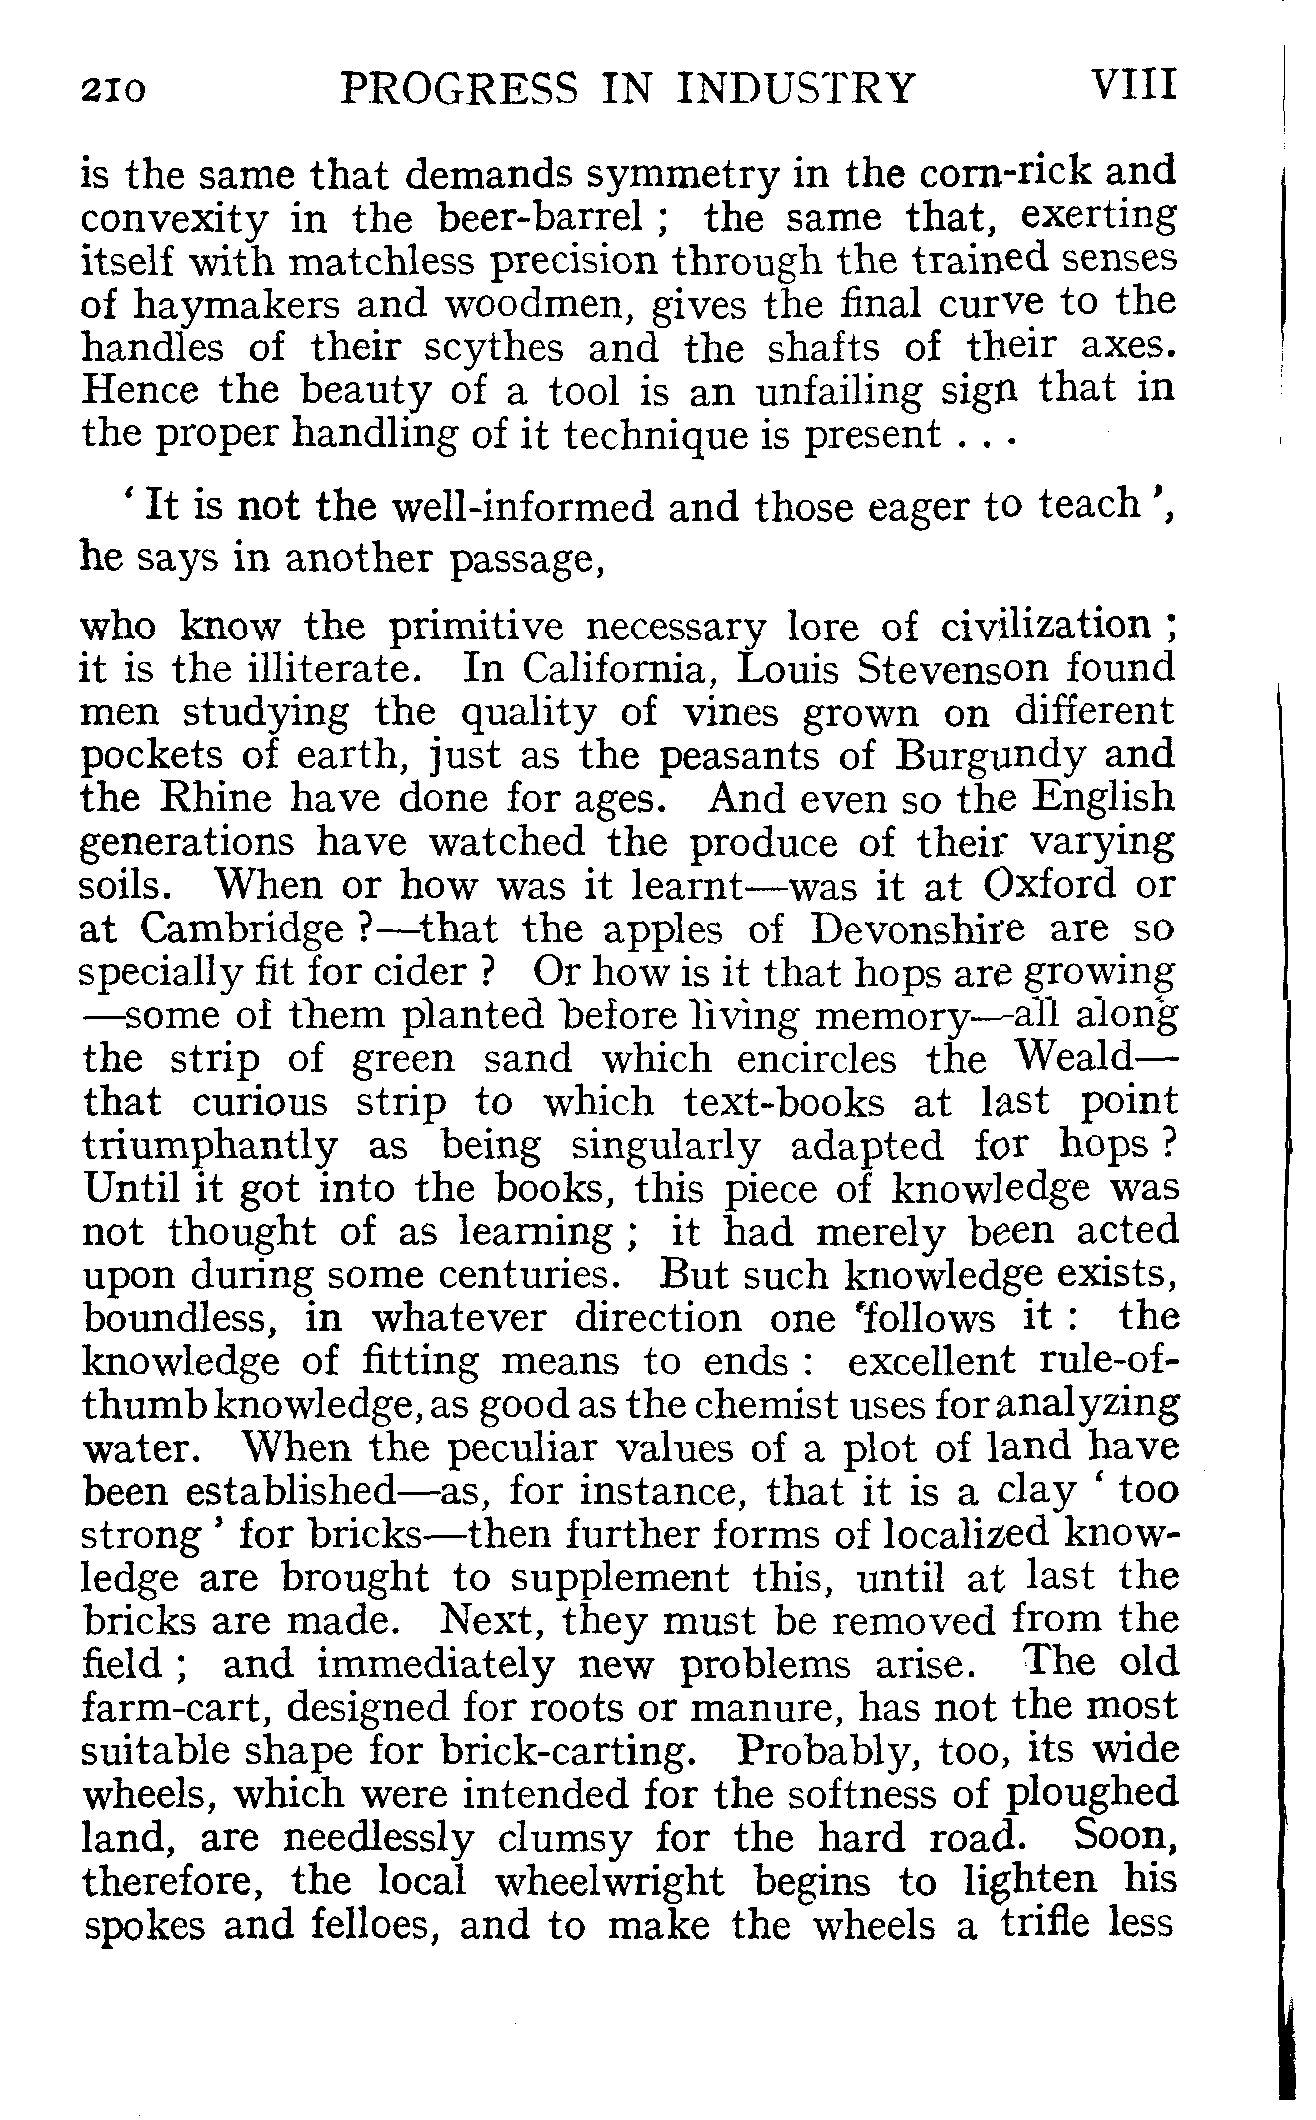 210 PROGRESS IN INDUSTRY VIII
is the same that demands symmetry in the corn-rick and
convexity in the beer-barrel ; the same that, exerting
itself with matchless precision through the trained senses
of haymakers and woodmen, gives the final curve to the
handles of their scythes and the shafts of their axes.
Hence the beauty of a tool is an unfailing sign that in
the proper handling of it technique is present . . .
‘ It is not the well-informed and those eager to teach ’,
he says in another passage,
who know the primitive necessary lore of civilization ;
it is the illiterate. In California, Louis Stevenson found
men studying the quality of vines grown on different
pockets of earth, just as the peasants of Burgundy and
the Rhine have done for ages. And even so the English
generations have watched the produce of their varying
soils. When or how was it learnt—was it at Oxford or
at Cambridge ?—that the apples of Devonshire are so
specially fit for cider ? Or how is it that hops are growing
—some of them planted before living memory—all along
the strip of green sand which encircles the Weald—
that curious strip to which text-books at last point
triumphantly as being singularly adapted for hops ?
Until it got into the books, this piece of knowledge was
not thought of as learning ; it had merely been acted
upon during some centuries. But such knowledge exists,
boundless, in whatever direction one follows it : the
knowledge of fitting means to ends : excellent rule-of-
thumb knowledge, as good as the chemist uses for analyzing
water. When the peculiar values of a plot of land have
been established—as, for instance, that it is a clay ‘ too
strong ’ for bricks—then further forms of localized know-
ledge are brought to supplement this, until at last the
bricks are made. Next, they must be removed from the
field ; and immediately new problems arise. The old
farm-cart, designed for roots or manure, has not the most
suitable shape for brick-carting. Probably, too, its wide
wheels, which were intended for the softness of ploughed
land, are needlessly clumsy for the hard road. Soon,
therefore, the local wheelwright begins to lighten his
spokes and felloes, and to make the wheels a trifle less